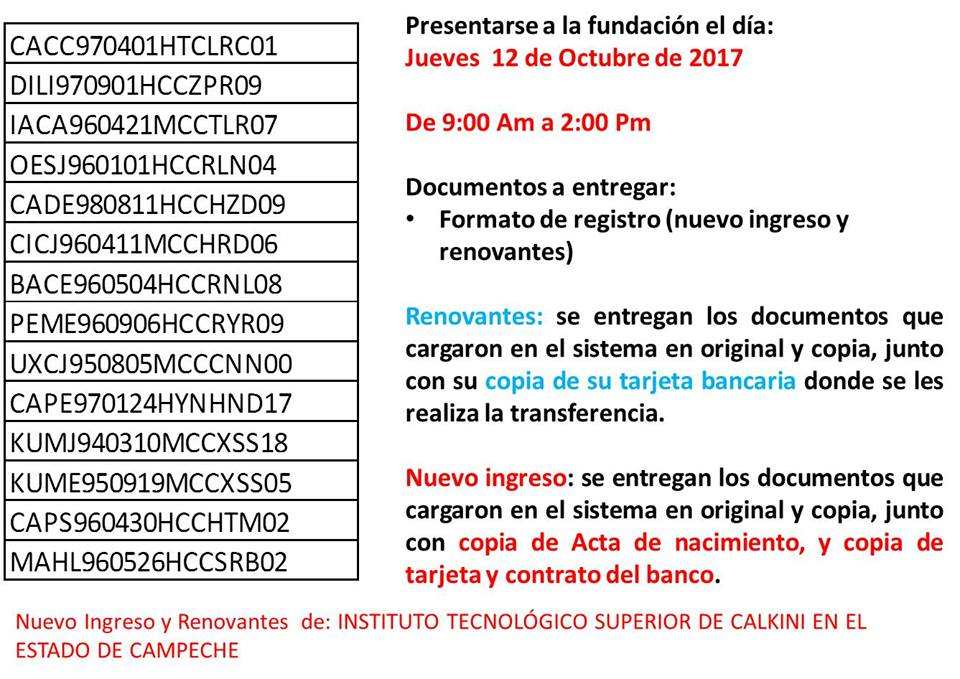 CACC970401HTCLRC01
DILI970901HCCZPR09
IACA960421MCCTLR07
OESJ960101HCCRLN04
CADE980811HCCHZD09
CICJ960411MCCHRD06
BACE960504HCCRNL08
PEME960906HCCRYR09
UXCJ950805MCCCNN00
CAPE970124HYNHND17
KUMJ940310MCCXSS18
KUME950919MCCXSS05
CAPS960430HCCHTM02
MAHL960526HCCSRB02
Presentarse a la fundación el día:
Jueves 12 de Octubre de 2017
De 9:00 Am a 2:00 Pm
Documentos a entregar:
• Formato de registro (nuevo ingreso y
renovantes)
Renovantes: se entregan los documentos que
cargaron en el sistema en original y copia, junto
con su copia de su tarjeta bancaria donde se les
realiza la transferencia.
Nuevo ingreso: se entregan los documentos que
cargaron en el sistema en original y copia, junto
con copia de Acta de nacimiento, y copia de
tarjeta y contrato del banco.
Nuevo Ingreso y Renovantes de: INSTITUTO TECNOLÓGICO SUPERIOR DE CALKINI EN EL
ESTADO DE CAMPECHE